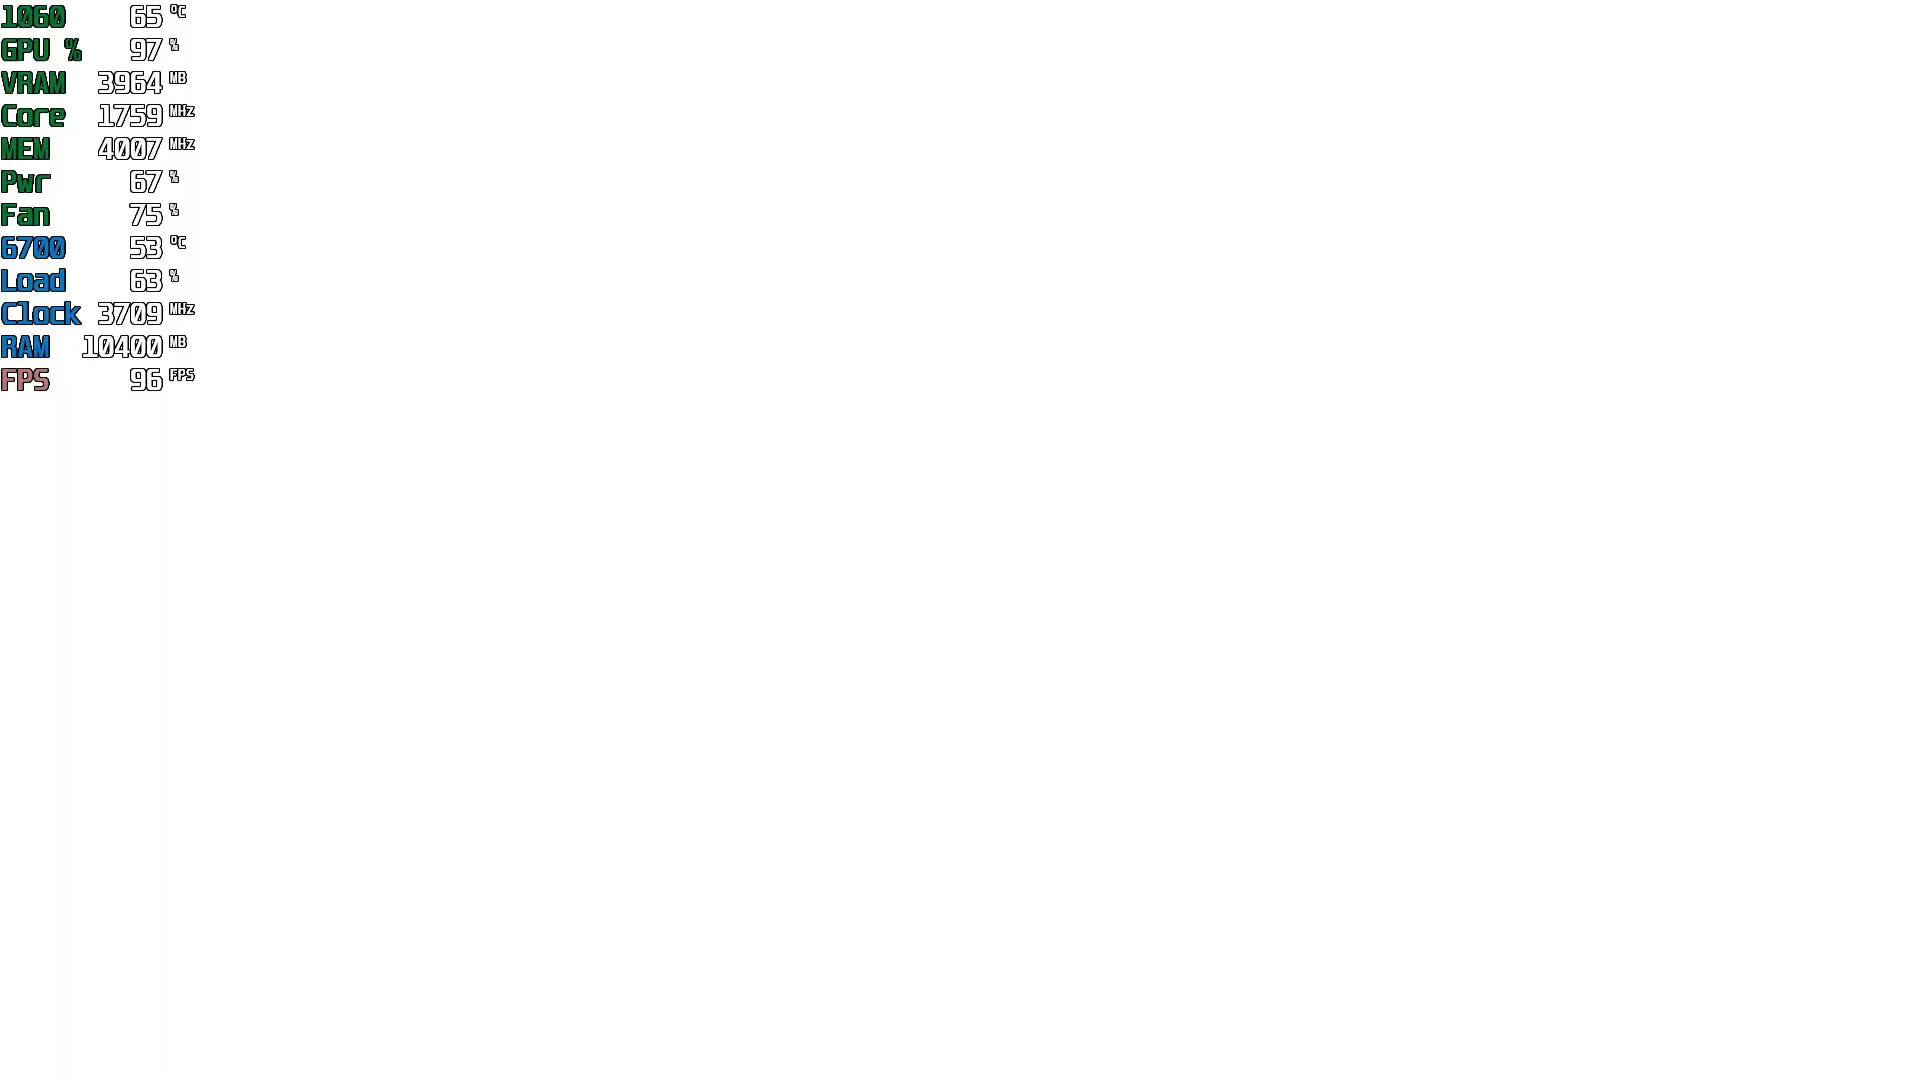 1060 65 °C
GPU % 97 %
VRAM 3964 MB
Core 1759 MHz
MEM 4007 MHz
Pwr 67 %
Fan 75 %
6700 53 °C
Load 63 %
Clock 3709 MHz
RAM 10400 MB
FPS 96 FPS